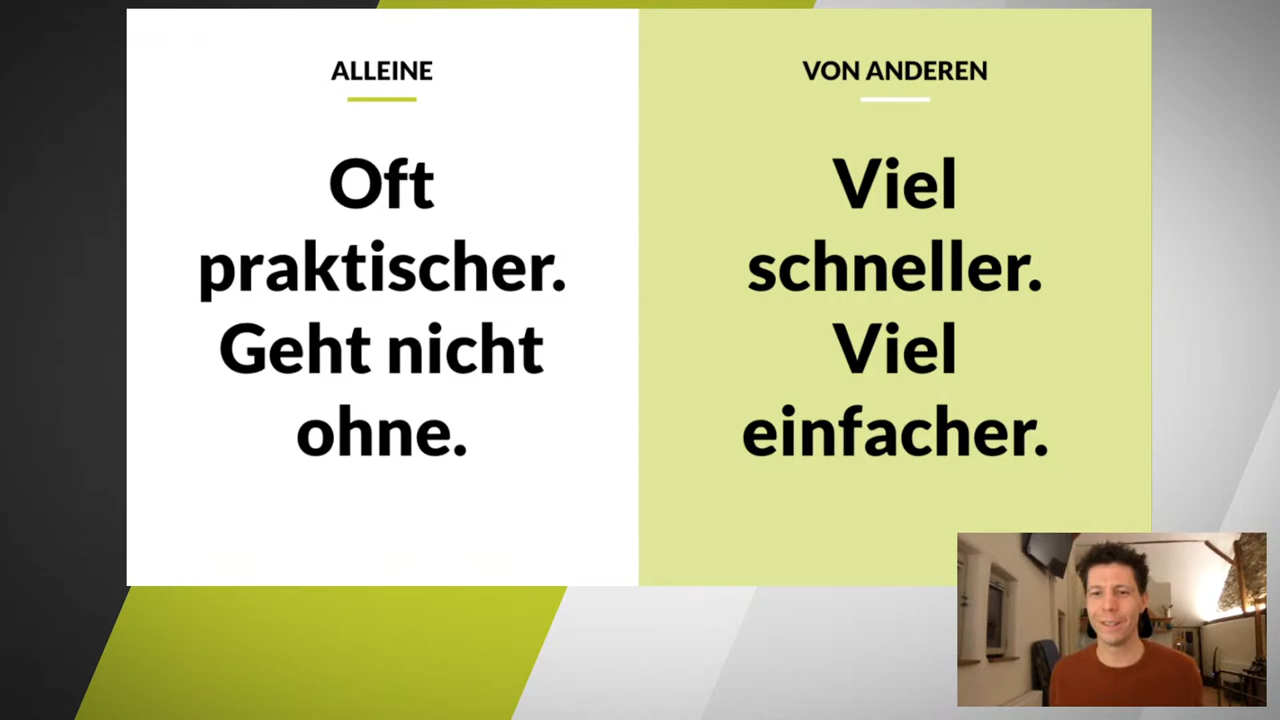 ALLEINE
Oft
praktischer.
Geht nicht
ohne.
VON ANDEREN
Viel
schneller.
Viel
einfacher.